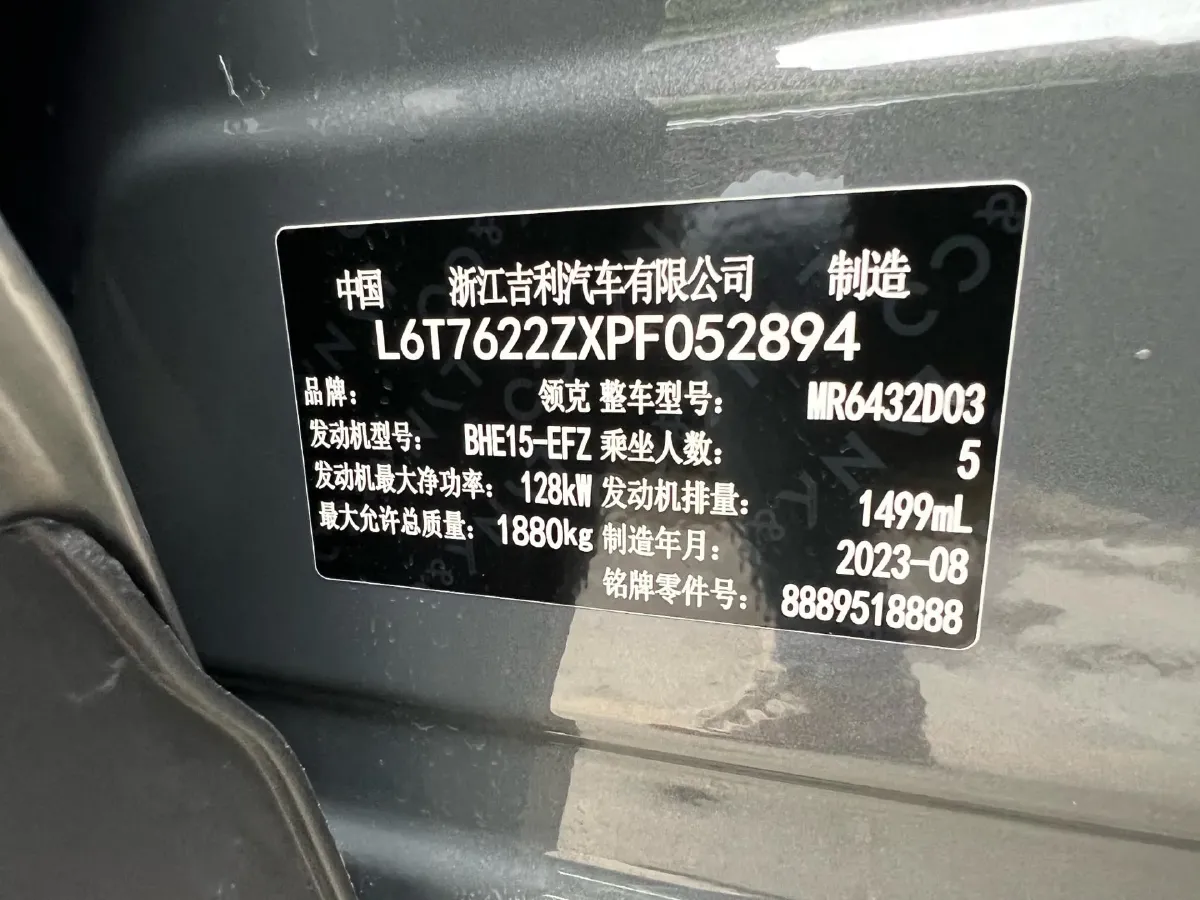 中国 浙江吉利汽车有限公司 制造
L6T7622ZXPF052894
品牌： 领克 整车型号： MR6432D03
发动机型号： BHE15-EFZ 乘坐人数： 5
发动机最大净功率： 128kW 发动机排量： 1499mL
最大允许总质量： 1880kg 制造年月： 2023-08
铭牌零件号： 8889518888